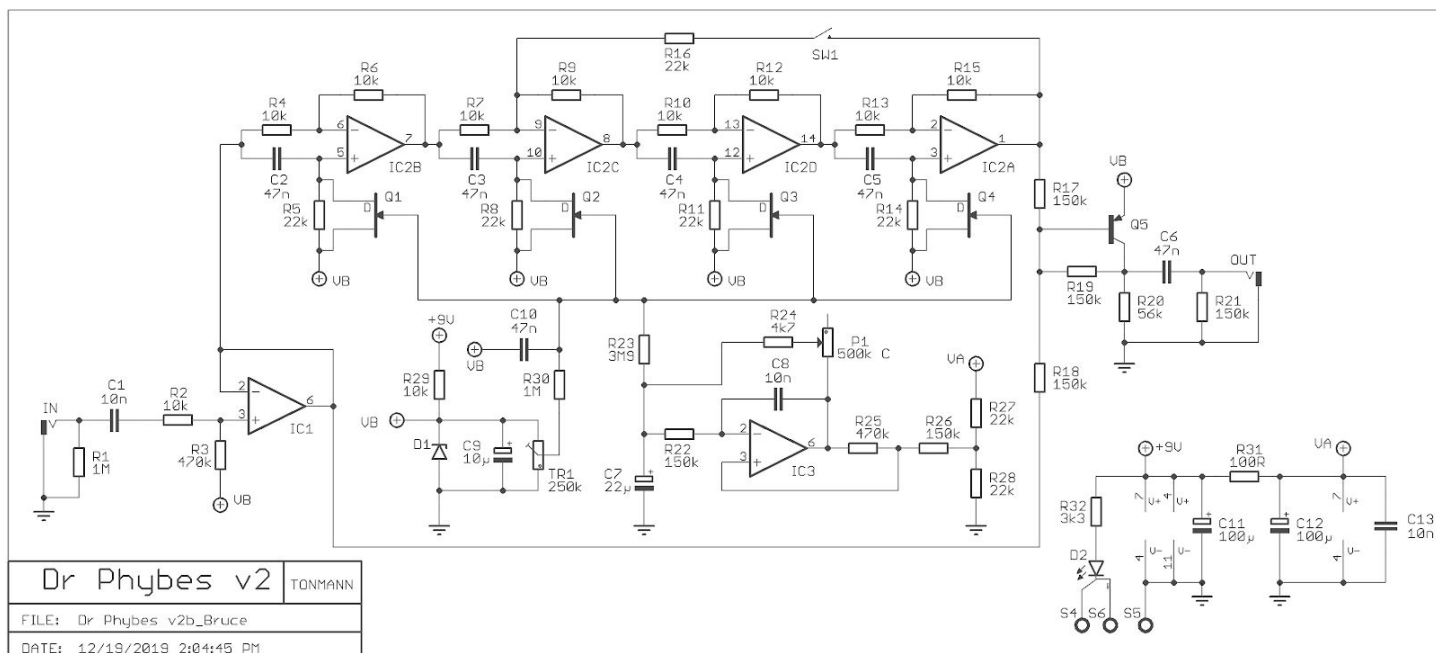 R16
22k
SW1
R6
10k
R9
10k
R12
10k
R15
10k
R4
10k
R7
10k
R10
10k
R13
10k
6
5
7
IC2B
9
10
8
IC2C
13
12
14
IC2D
2
3
1
IC2A
C2
47n
C3
47n
C4
47n
C5
47n
R5
22k
D
Q1
R8
22k
D
Q2
R11
22k
D
Q3
R14
22k
D
Q4
VB
VB
VB
VB
R17
150k
VB
Q5
C6
47n
OUT
R19
150k
R20
56k
R21
150k
R18
150k
+9V
C10
47n
VB
R29
10k
R30
1M
VB
D1
C9
10µ
+
TR1
250k
R23
3M9
R24
4k7
P1
500k C
C8
10n
VA
R22
150k
2
3
6
IC3
R25
470k
R26
150k
R27
22k
R28
22k
C7
22µ
+
IN
R1
1M
C1
10n
R2
10k
R3
470k
VB
2
3
6
IC1
+9V
R31
100R
VA
R32
3k3
D2
7
V+
4
V+
4
V-
11
V-
C11
100µ
+
C12
100µ
+
7
V+
4
V-
C13
10n
S4
S6
S5
Dr Phybes v2
TONMANN
FILE: Dr Phybes v2b_Bruce
DATE: 12/19/2019 2:04:45 PM